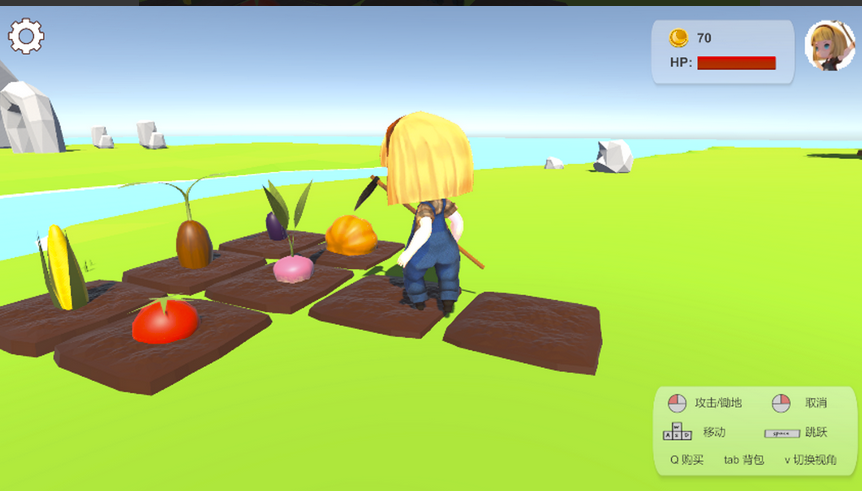 70
HP:
攻击/锄地 取消
W
A S D 移动 space 跳跃
Q 购买 tab 背包 v 切换视角